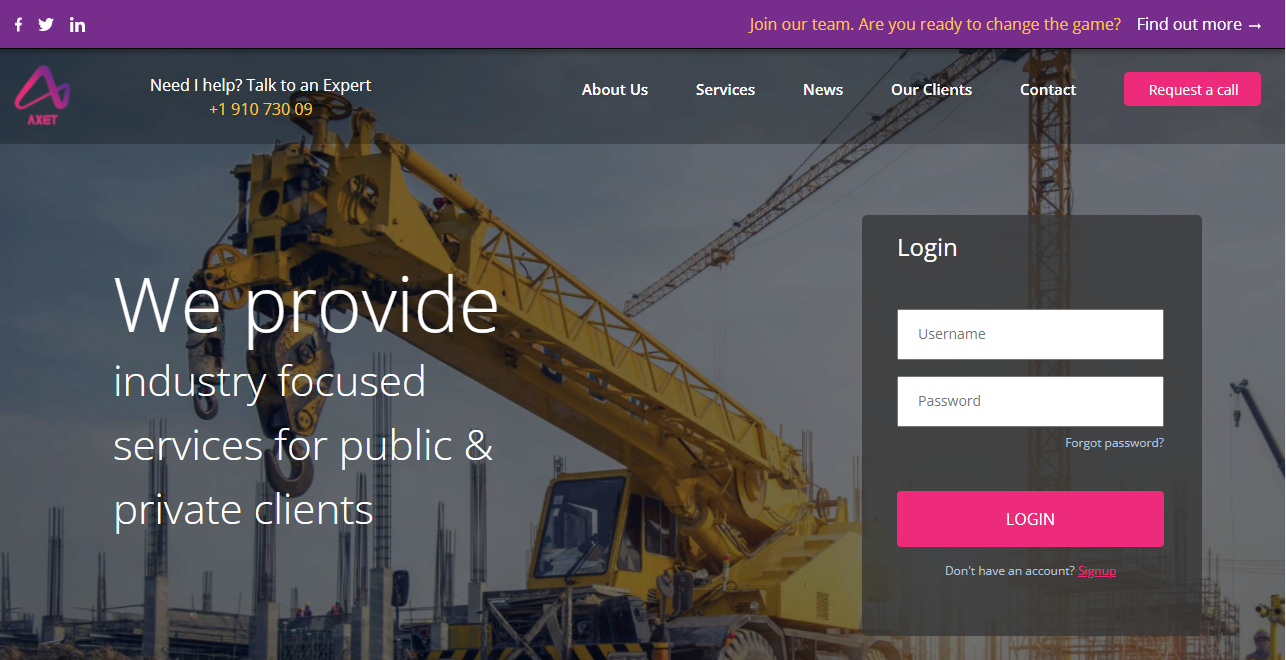 Join our team. Are you ready to change the game? Find out more →
AXET
Need I help? Talk to an Expert
+1 910 730 09
About Us Services News Our Clients Contact Request a call
We provide
industry focused
services for public &
private clients
Login
Username
Password
Forgot password?
LOGIN
Don't have an account? Signup